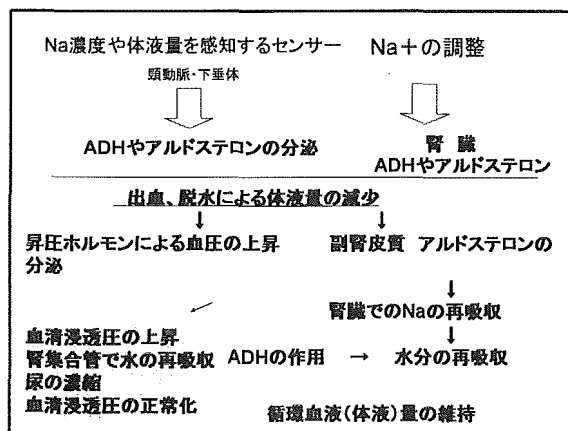 Na濃度や体液量を感知するセンサー
Na+の調整
頸動脈・下垂体
ADHやアルドステロンの分泌
腎 臓
ADHやアルドステロン
出血、脱水による体液量の減少
昇圧ホルモンによる血圧の上昇
分泌
副腎皮質 アルドステロンの
腎臓でのNaの再吸収
血清浸透圧の上昇
腎集合管で水の再吸収
尿の濃縮
血清浸透圧の正常化
ADHの作用 → 水分の再吸収
循環血液(体液)量の維持